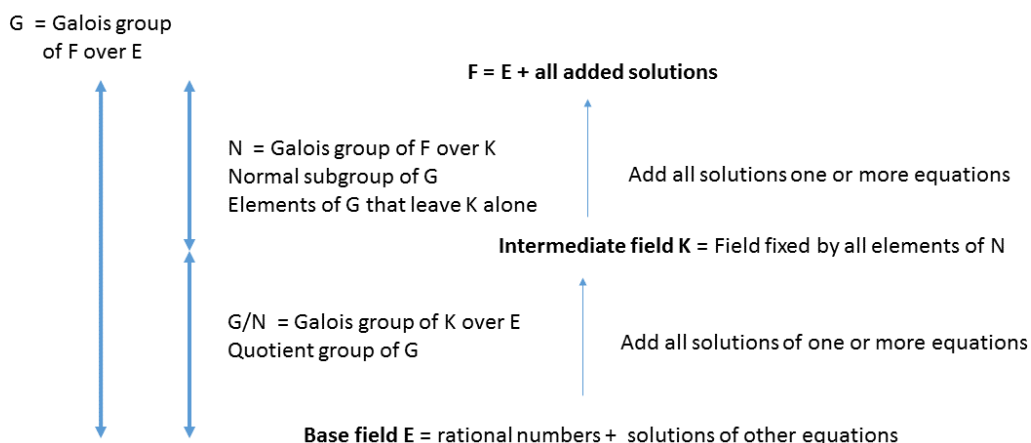 G = Galois group
of F over E
F = E + all added solutions
N = Galois group of F over K
Normal subgroup of G
Elements of G that leave K alone
Add all solutions one or more equations
Intermediate field K = Field fixed by all elements of N
G/N = Galois group of K over E
Quotient group of G
Add all solutions of one or more equations
Base field E = rational numbers + solutions of other equations